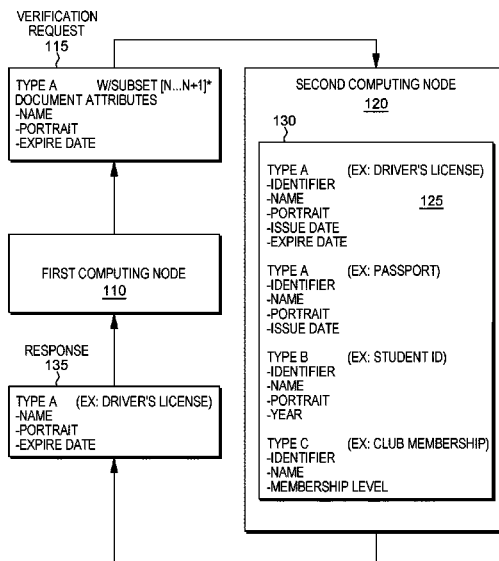 VERIFICATION
REQUEST
115
TYPE A W/SUBSET [N...N+1]*
DOCUMENT ATTRIBUTES
-NAME
-PORTRAIT
-EXPIRE DATE
FIRST COMPUTING NODE
110
RESPONSE
135
TYPE A (EX: DRIVER'S LICENSE)
-NAME
-PORTRAIT
-EXPIRE DATE
SECOND COMPUTING NODE
120
130
TYPE A (EX: DRIVER'S LICENSE)
-IDENTIFIER 125
-NAME
-PORTRAIT
-ISSUE DATE
-EXPIRE DATE
TYPE A (EX: PASSPORT)
-IDENTIFIER
-NAME
-PORTRAIT
-ISSUE DATE
TYPE B (EX: STUDENT ID)
-IDENTIFIER
-NAME
-PORTRAIT
-YEAR
TYPE C (EX: CLUB MEMBERSHIP)
-IDENTIFIER
-NAME
-MEMBERSHIP LEVEL